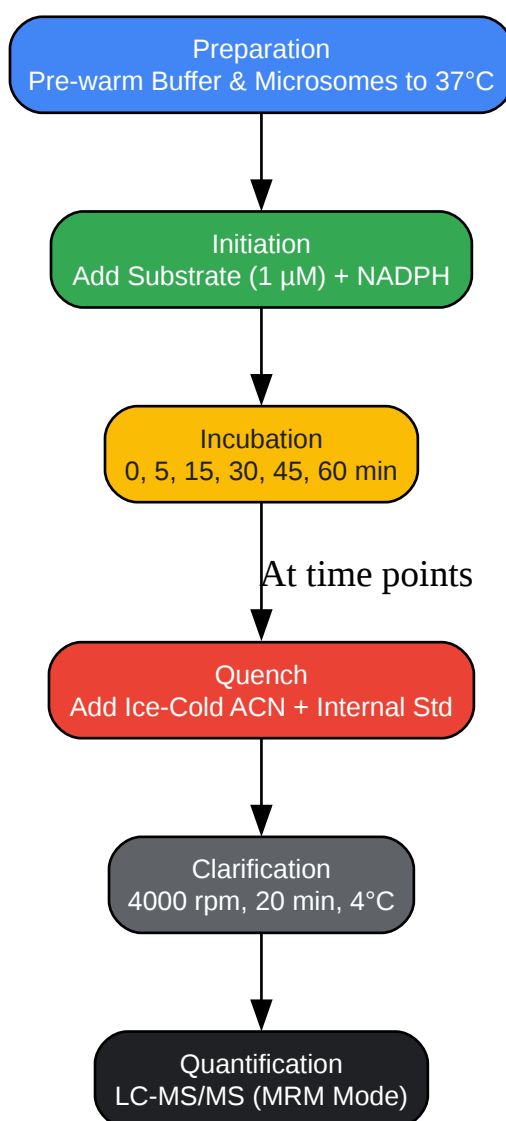 Preparation
Pre-warm Buffer & Microsomes to 37°C
Initiation
Add Substrate (1 µM) + NADPH
Incubation
0, 5, 15, 30, 45, 60 min
At time points
Quench
Add Ice-Cold ACN + Internal Std
Clarification
4000 rpm, 20 min, 4°C
Quantification
LC-MS/MS (MRM Mode)